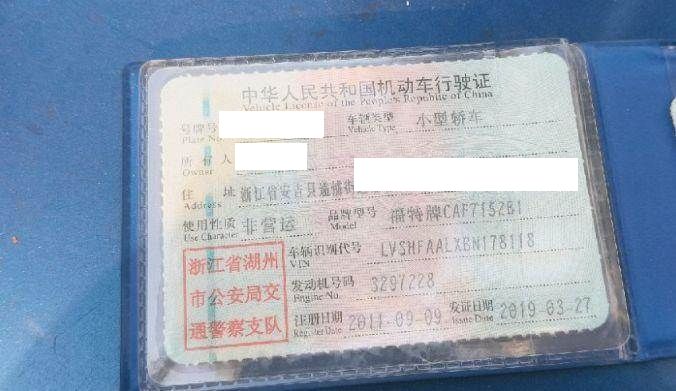 中华人民共和国机动车行驶证
Vehicle License of the People's Republic of China
号牌号
Plate No.
车辆类型 小型轿车
Vehicle Type
所有人
Owner
住址 浙江省安吉县递铺街
Address
使用性质 非营运
Use Character
品牌型号 福特牌CAF7152B1
Model
浙江省湖州
市公安局交
通警察支队
车辆识别代号 LVSHFAALXBN178118
VIN
发动机号码 3297228
Engine No.
注册日期 2011-09-09 发证日期 2019-03-27
Register Date Issue Date